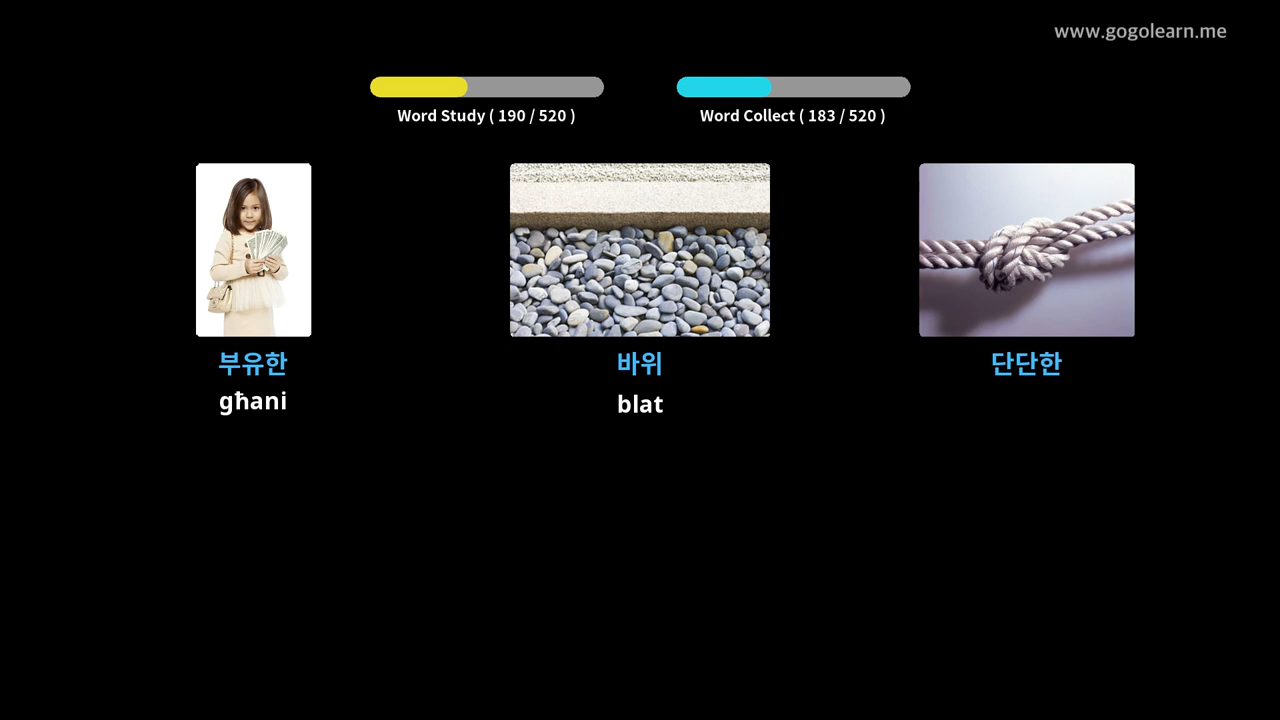 www.gogolearn.me
Word Study ( 190 / 520 )
Word Collect ( 183 / 520 )
부유한
għani
바위
blat
단단한